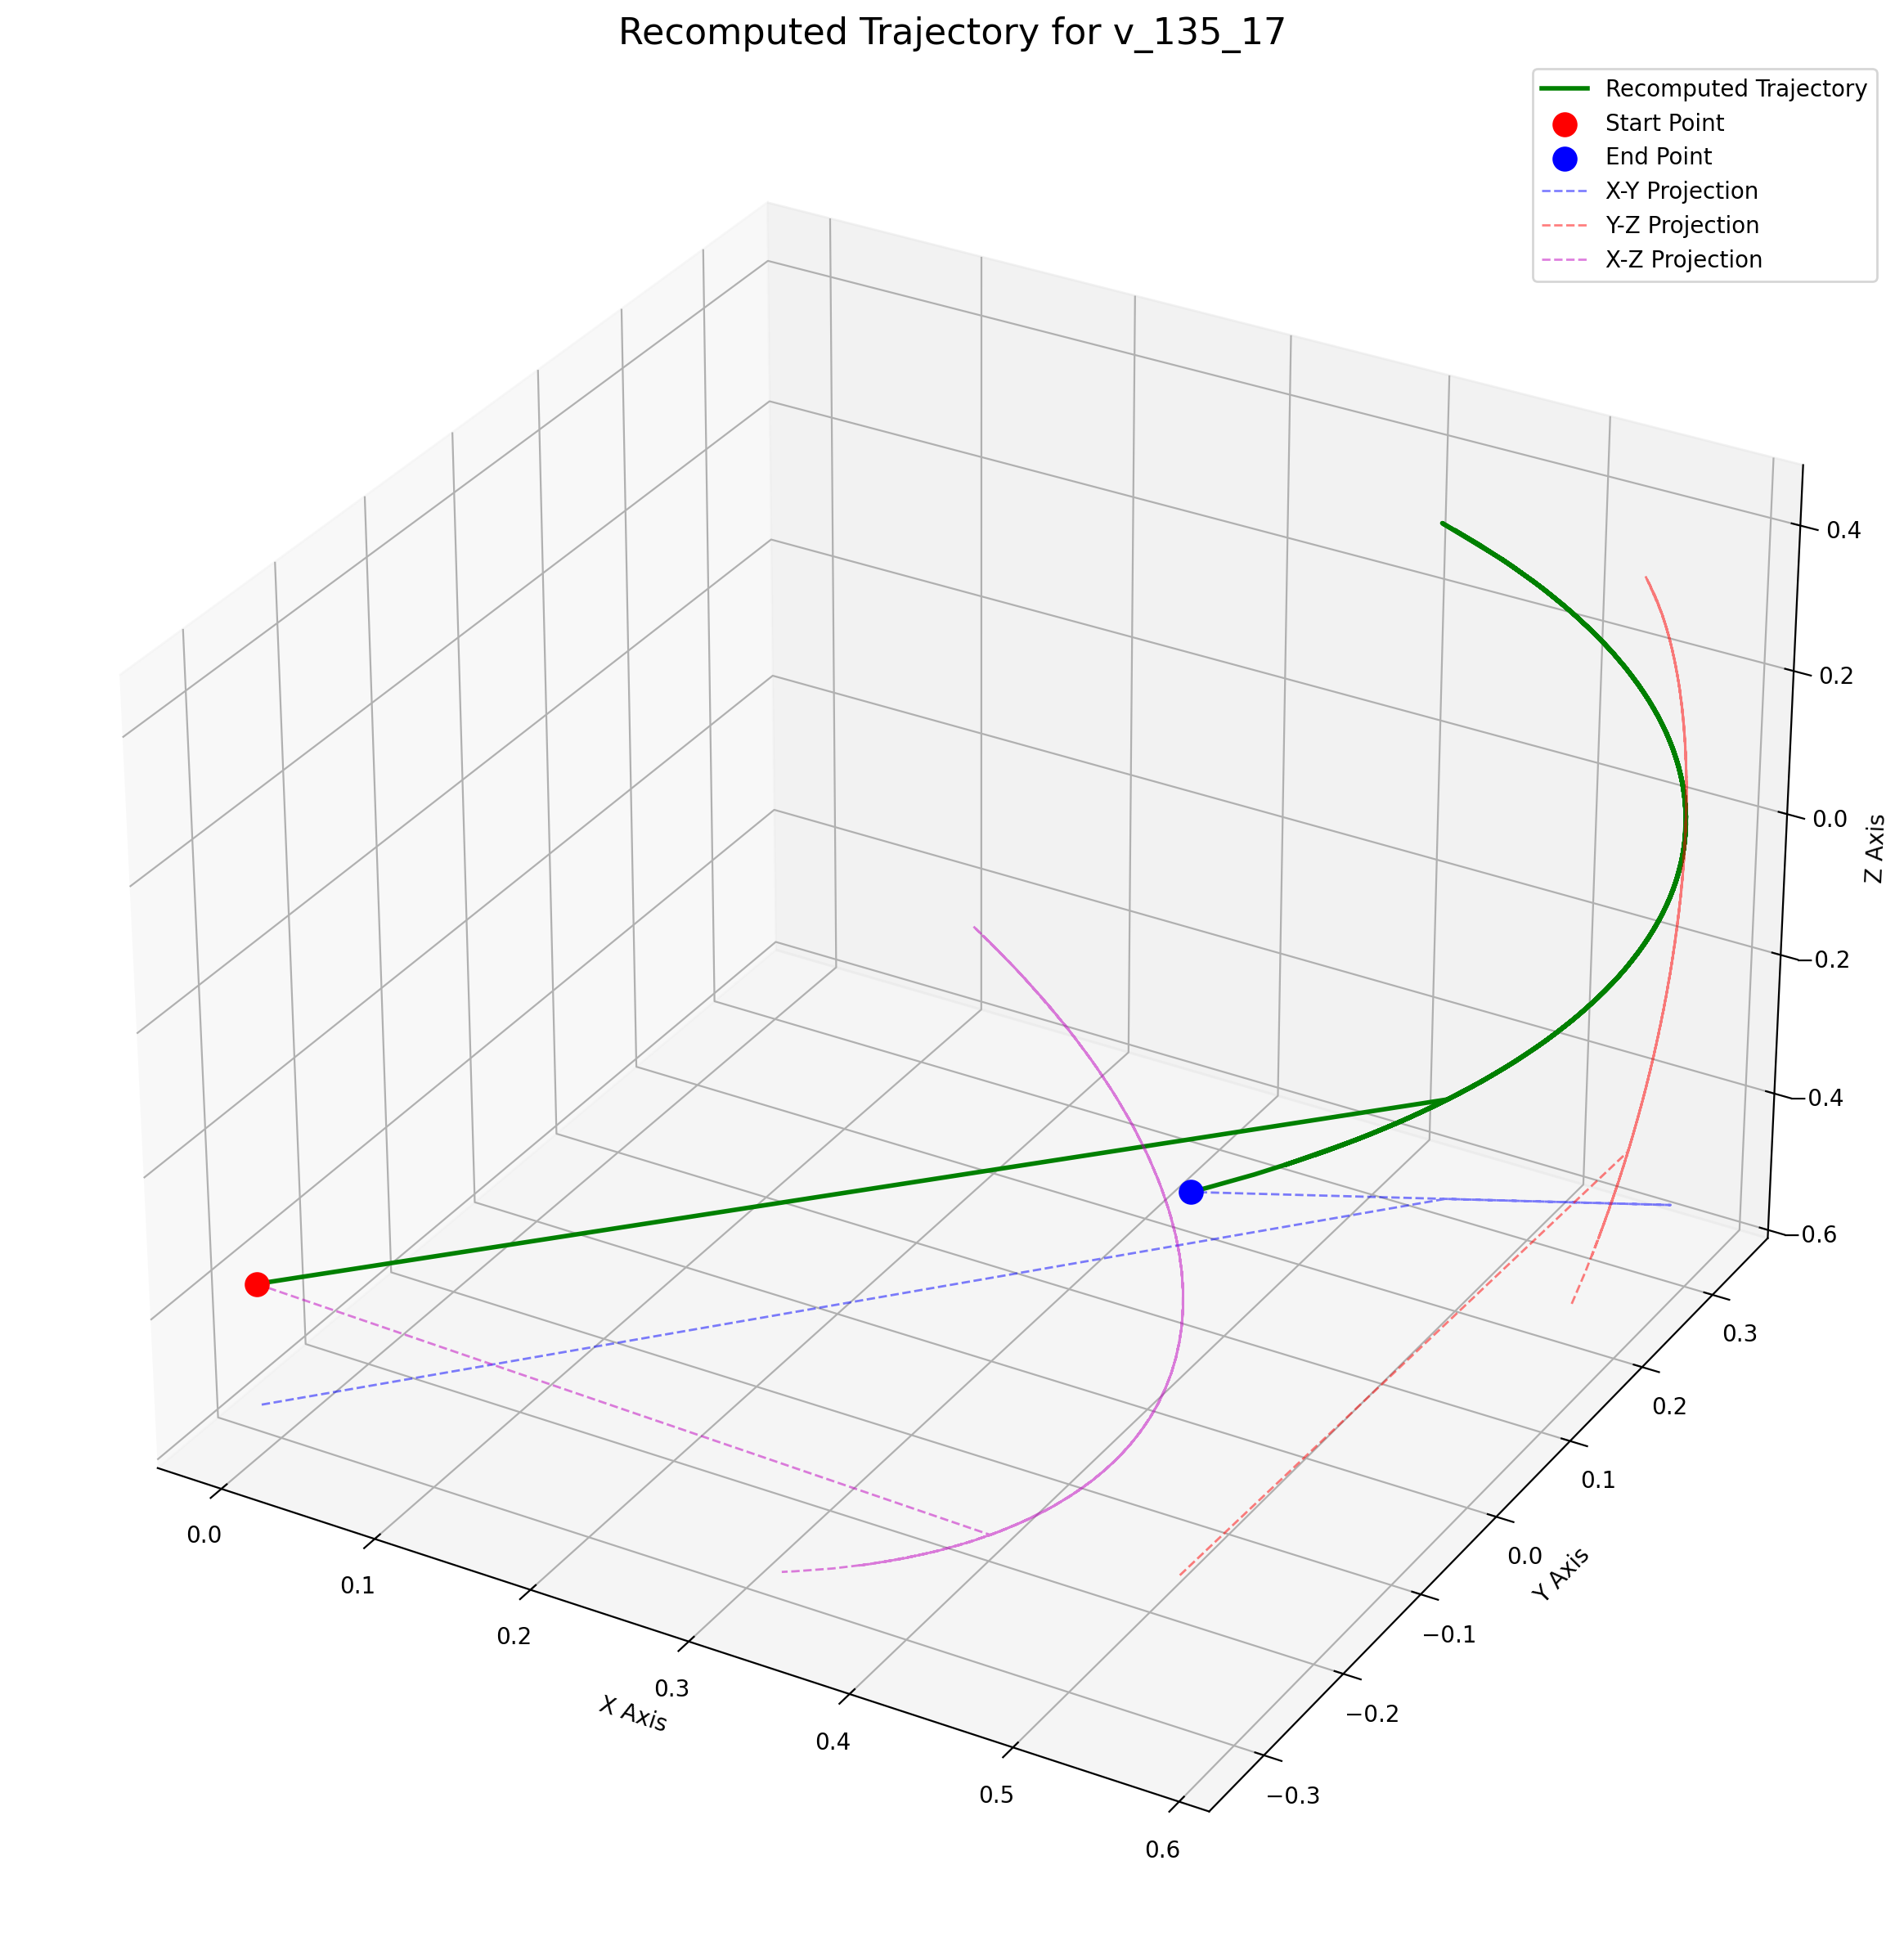 Recomputed Trajectory for v_135_17
Recomputed Trajectory
Start Point
End Point
X-Y Projection
Y-Z Projection
X-Z Projection
0.4
0.2
0.0
−0.2
−0.4
−0.6
Z Axis
0.3
0.2
0.1
0.0
−0.1
−0.2
−0.3
Y Axis
0.0
0.1
0.2
0.3
0.4
0.5
0.6
X Axis